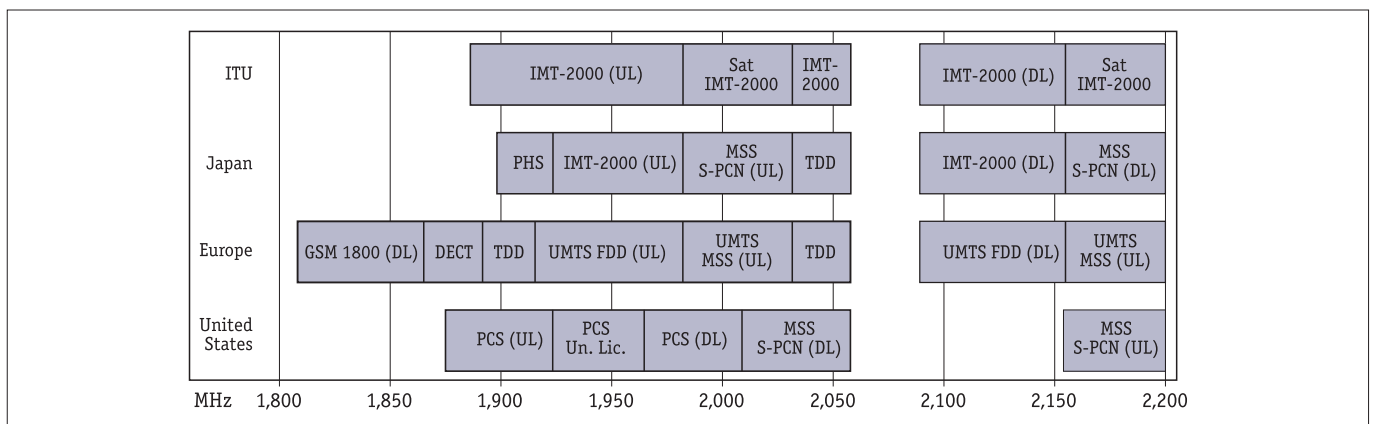 ITU
IMT-2000 (UL)
Sat
IMT-2000
IMT-
2000
IMT-2000 (DL)
Sat
IMT-2000
Japan
PHS
IMT-2000 (UL)
MSS
S-PCN (UL)
TDD
IMT-2000 (DL)
MSS
S-PCN (DL)
Europe
GSM 1800 (DL)
DECT
TDD
UMTS FDD (UL)
UMTS
MSS (UL)
TDD
UMTS FDD (DL)
UMTS
MSS (UL)
United
States
PCS (UL)
PCS
Un. Lic.
PCS (DL)
MSS
S-PCN (DL)
MSS
S-PCN (UL)
MHz 1,800 1,850 1,900 1,950 2,000 2,050 2,100 2,150 2,200